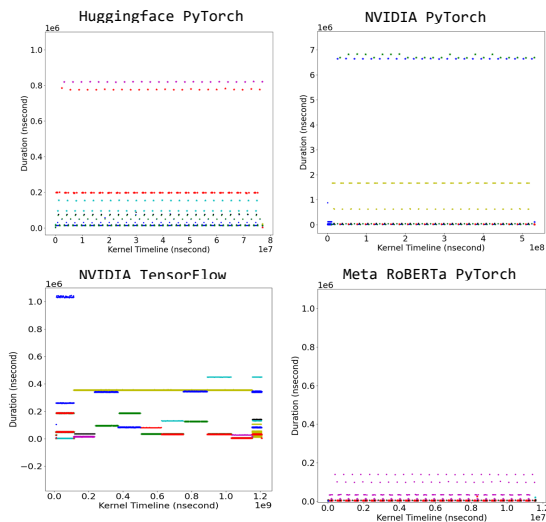 Huggingface PyTorch
1e6
1.0
0.8
0.6
0.4
0.2
0.0
Duration (nsecond)
0 1 2 3 4 5 6 7 8
Kernel Timeline (nsecond) 1e7
NVIDIA PyTorch
1e6
7
6
5
4
3
2
1
0
Duration (nsecond)
0 1 2 3 4 5
Kernel Timeline (nsecond) 1e8
NVIDIA TensorFlow
1e6
1.0
0.8
0.6
0.4
0.2
0.0
−0.2
Duration (nsecond)
0.0 0.2 0.4 0.6 0.8 1.0 1.2
Kernel Timeline (nsecond) 1e9
Meta RoBERTa PyTorch
1e6
1.0
0.8
0.6
0.4
0.2
0.0
Duration (nsecond)
0.0 0.2 0.4 0.6 0.8 1.0 1.2
Kernel Timeline (nsecond) 1e7